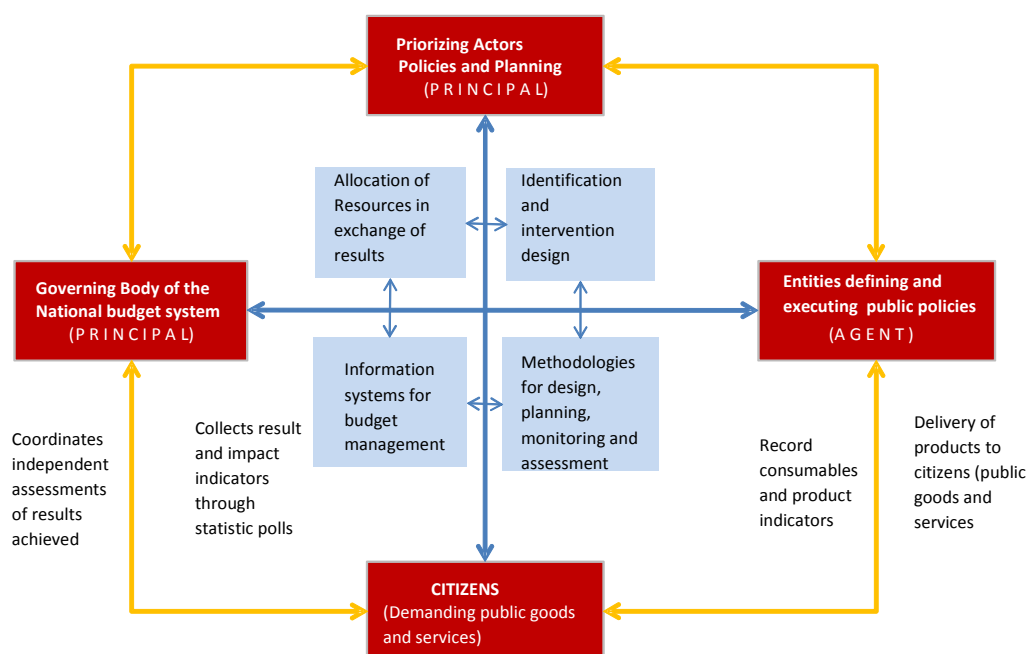 Priorizing Actors
Policies and Planning
(P R I N C I P A L)
Allocation of
Resources in
exchange of
results
Identification
and
intervention
design
Governing Body of the
National budget system
(P R I N C I P A L)
Entities defining and
executing public policies
(A G E N T)
Information
systems for
budget
management
Methodologies
for design,
planning,
monitoring and
assessment
Coordinates
independent
assessments
of results
achieved
Collects result
and impact
indicators
through
statistic polls
Record
consumables
and product
indicators
Delivery of
products to
citizens (public
goods and
services
CITIZENS
(Demanding public goods
and services)